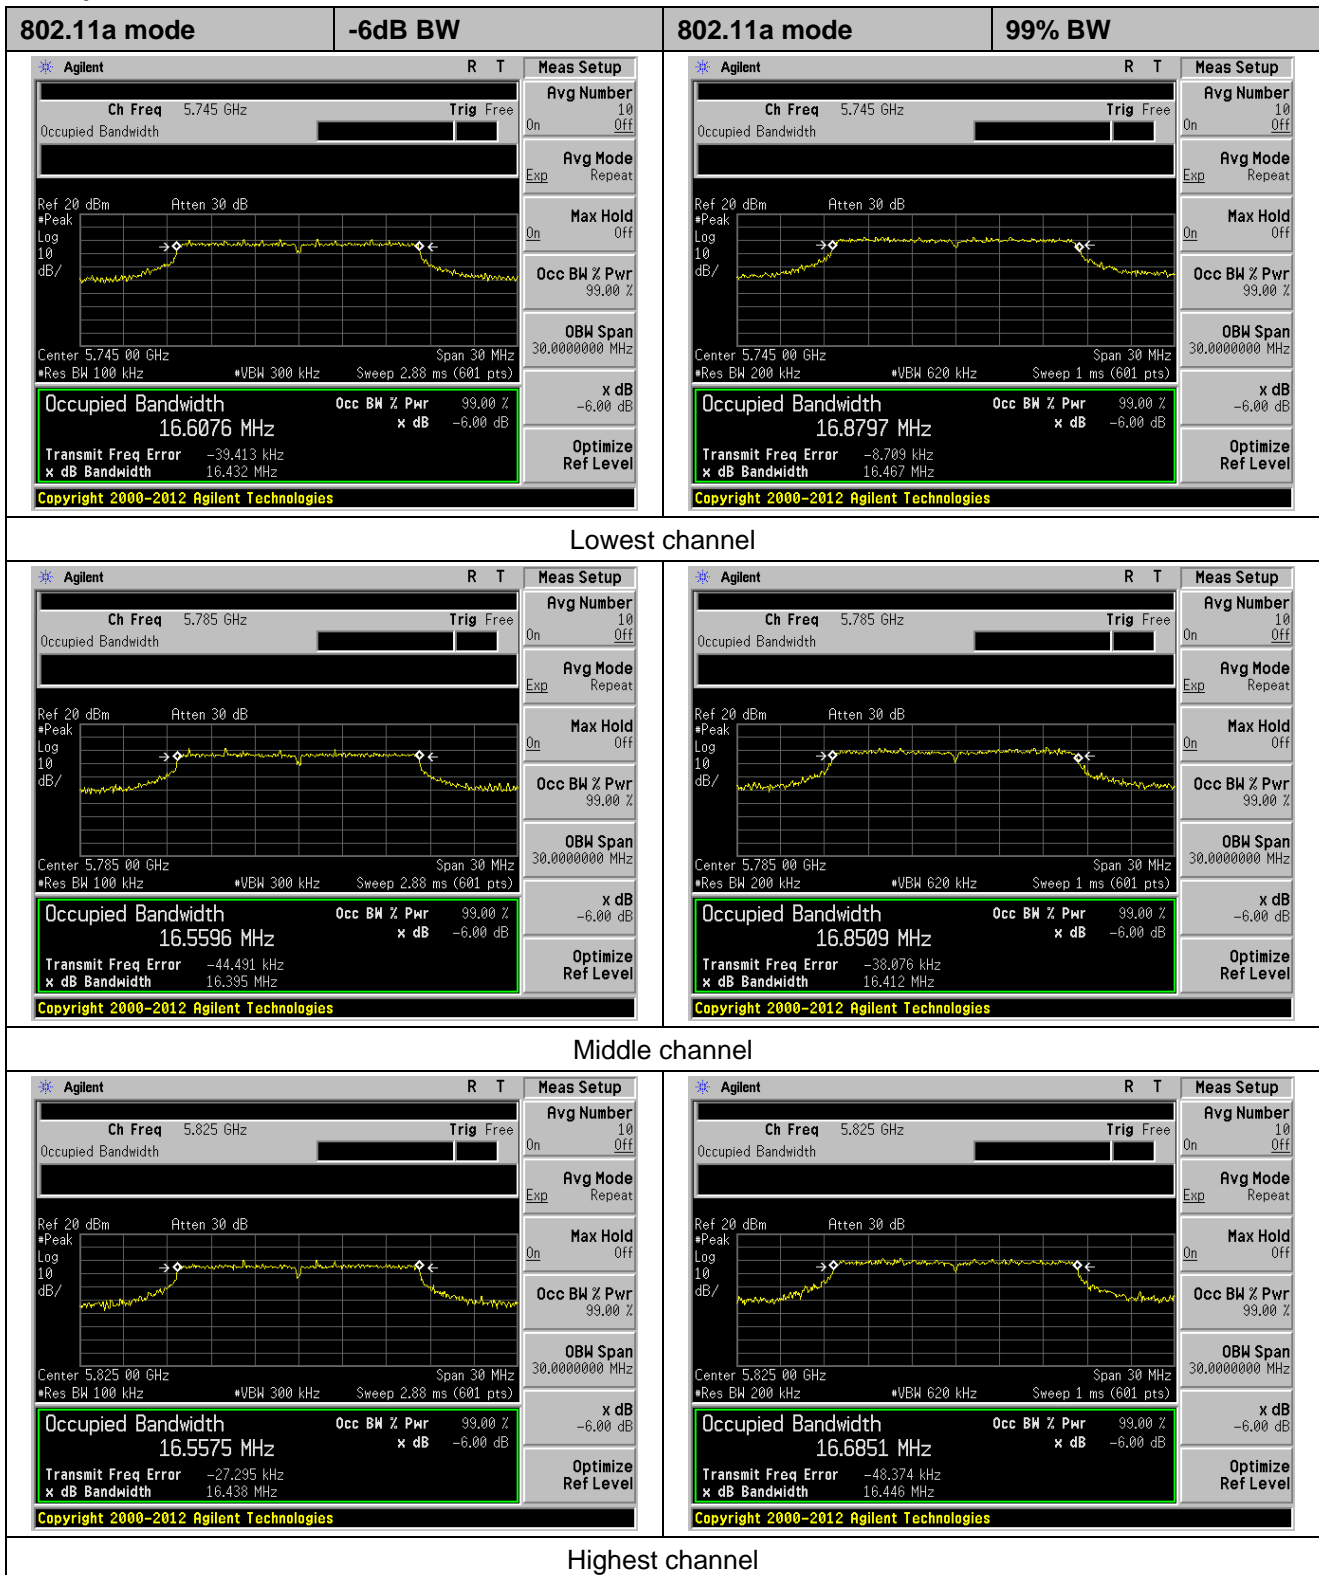 802.11a mode -6dB BW 802.11a mode 99% BW
Agilent R T Meas Setup
Ch Freq 5.745 GHz Trig Free
Occupied Bandwidth
Avg Number
10
On Off
Avg Mode
Exp Repeat
Max Hold
On Off
Occ BW % Pwr
99.00 %
OBW Span
30.0000000 MHz
x dB
-6.00 dB
Optimize
Ref Level
Ref 20 dBm Atten 30 dB
#Peak
Log
10
dB/
Center 5.745 00 GHz Span 30 MHz
#Res BW 100 kHz #VBW 300 kHz Sweep 2.88 ms (601 pts)
Occupied Bandwidth Occ BW % Pwr 99.00 %
16.6076 MHz x dB -6.00 dB
Transmit Freq Error -39.413 kHz
x dB Bandwidth 16.432 MHz
Copyright 2000-2012 Agilent Technologies
Agilent R T Meas Setup
Ch Freq 5.745 GHz Trig Free
Occupied Bandwidth
Avg Number
10
On Off
Avg Mode
Exp Repeat
Max Hold
On Off
Occ BW % Pwr
99.00 %
OBW Span
30.0000000 MHz
x dB
-6.00 dB
Optimize
Ref Level
Ref 20 dBm Atten 30 dB
#Peak
Log
10
dB/
Center 5.745 00 GHz Span 30 MHz
#Res BW 200 kHz #VBW 620 kHz Sweep 1 ms (601 pts)
Occupied Bandwidth Occ BW % Pwr 99.00 %
16.8797 MHz x dB -6.00 dB
Transmit Freq Error -8.709 kHz
x dB Bandwidth 16.467 MHz
Copyright 2000-2012 Agilent Technologies
Lowest channel
Agilent R T Meas Setup
Ch Freq 5.785 GHz Trig Free
Occupied Bandwidth
Avg Number
10
On Off
Avg Mode
Exp Repeat
Max Hold
On Off
Occ BW % Pwr
99.00 %
OBW Span
30.0000000 MHz
x dB
-6.00 dB
Optimize
Ref Level
Ref 20 dBm Atten 30 dB
#Peak
Log
10
dB/
Center 5.785 00 GHz Span 30 MHz
#Res BW 100 kHz #VBW 300 kHz Sweep 2.88 ms (601 pts)
Occupied Bandwidth Occ BW % Pwr 99.00 %
16.5596 MHz x dB -6.00 dB
Transmit Freq Error -44.491 kHz
x dB Bandwidth 16.395 MHz
Copyright 2000-2012 Agilent Technologies
Agilent R T Meas Setup
Ch Freq 5.785 GHz Trig Free
Occupied Bandwidth
Avg Number
10
On Off
Avg Mode
Exp Repeat
Max Hold
On Off
Occ BW % Pwr
99.00 %
OBW Span
30.0000000 MHz
x dB
-6.00 dB
Optimize
Ref Level
Ref 20 dBm Atten 30 dB
#Peak
Log
10
dB/
Center 5.785 00 GHz Span 30 MHz
#Res BW 200 kHz #VBW 620 kHz Sweep 1 ms (601 pts)
Occupied Bandwidth Occ BW % Pwr 99.00 %
16.8509 MHz x dB -6.00 dB
Transmit Freq Error -38.076 kHz
x dB Bandwidth 16.412 MHz
Copyright 2000-2012 Agilent Technologies
Middle channel
Agilent R T Meas Setup
Ch Freq 5.825 GHz Trig Free
Occupied Bandwidth
Avg Number
10
On Off
Avg Mode
Exp Repeat
Max Hold
On Off
Occ BW % Pwr
99.00 %
OBW Span
30.0000000 MHz
x dB
-6.00 dB
Optimize
Ref Level
Ref 20 dBm Atten 30 dB
#Peak
Log
10
dB/
Center 5.825 00 GHz Span 30 MHz
#Res BW 100 kHz #VBW 300 kHz Sweep 2.88 ms (601 pts)
Occupied Bandwidth Occ BW % Pwr 99.00 %
16.5575 MHz x dB -6.00 dB
Transmit Freq Error -27.295 kHz
x dB Bandwidth 16.438 MHz
Copyright 2000-2012 Agilent Technologies
Agilent R T Meas Setup
Ch Freq 5.825 GHz Trig Free
Occupied Bandwidth
Avg Number
10
On Off
Avg Mode
Exp Repeat
Max Hold
On Off
Occ BW % Pwr
99.00 %
OBW Span
30.0000000 MHz
x dB
-6.00 dB
Optimize
Ref Level
Ref 20 dBm Atten 30 dB
#Peak
Log
10
dB/
Center 5.825 00 GHz Span 30 MHz
#Res BW 200 kHz #VBW 620 kHz Sweep 1 ms (601 pts)
Occupied Bandwidth Occ BW % Pwr 99.00 %
16.6851 MHz x dB -6.00 dB
Transmit Freq Error -48.374 kHz
x dB Bandwidth 16.446 MHz
Copyright 2000-2012 Agilent Technologies
Highest channel